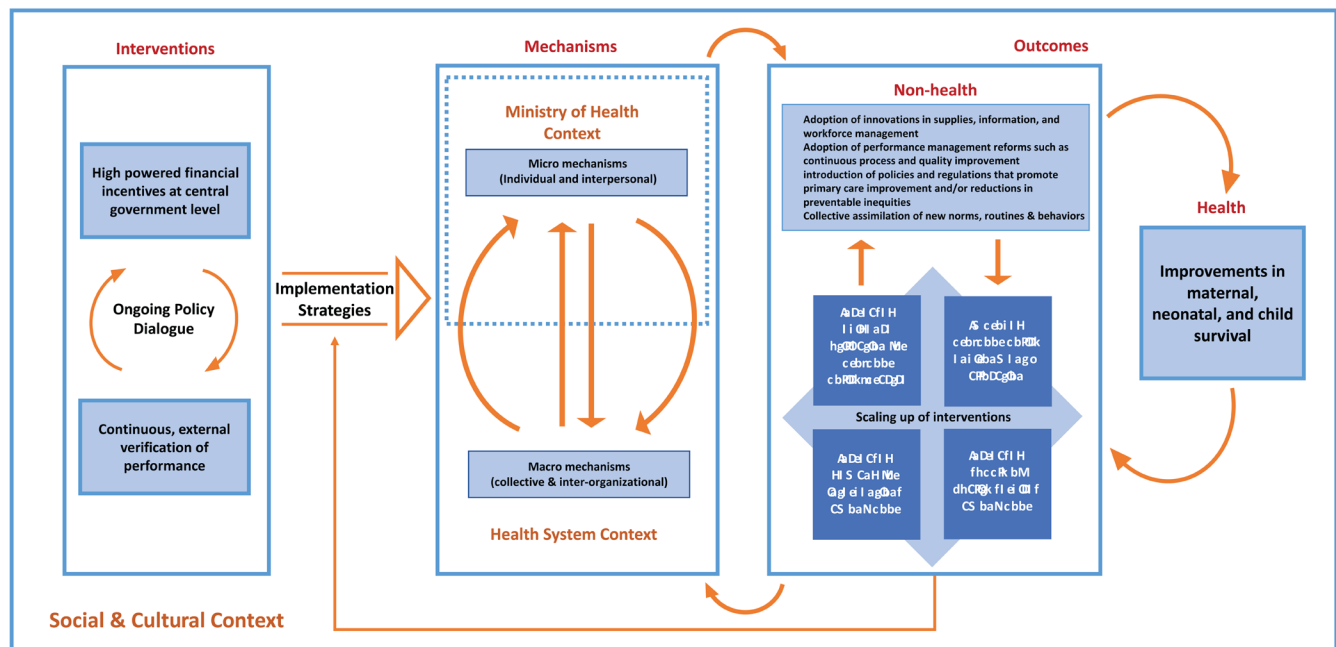 Interventions
High powered financial
incentives at central
government level
Ongoing Policy
Dialogue
Continuous, external
verification of
performance
Implementation
Strategies
Mechanisms
Ministry of Health
Context
Micro mechanisms
(Individual and interpersonal)
Macro mechanisms
(collective & inter-organizational)
Health System Context
Outcomes
Non-health
Adoption of innovations in supplies, information, and
workforce management
Adoption of performance management reforms such as
continuous process and quality improvement
introduction of policies and regulations that promote
primary care improvement and/or reductions in
preventable inequities
Collective assimilation of new norms, routines & behaviors
Scaling up of interventions
Health
Improvements in
maternal,
neonatal, and child
survival
Social & Cultural Context